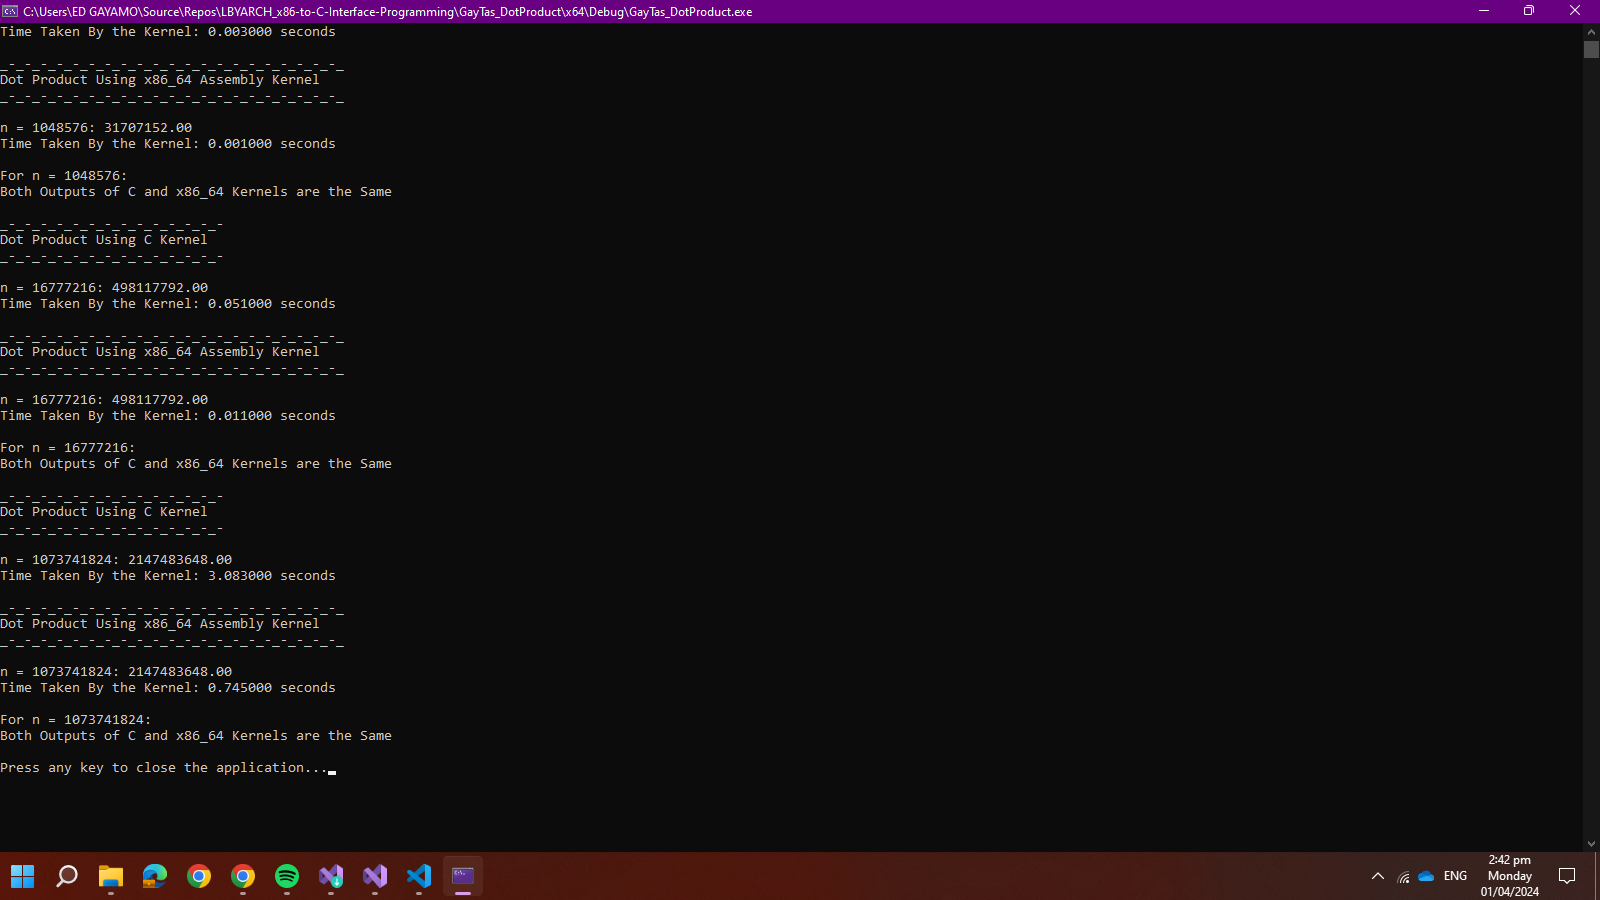 C:\Users\ED GAYAMO\Source\Repos\LBYARCH_x86-to-C-Interface-Programming\GayTas_DotProduct\x64\Debug\GayTas_DotProduct.exe
Time Taken By the Kernel: 0.003000 seconds
_-_-_-_-_-_-_-_-_-_-_-_-_-_-_-_-_-_-_-_-_-_
Dot Product Using x86_64 Assembly Kernel
_-_-_-_-_-_-_-_-_-_-_-_-_-_-_-_-_-_-_-_-_-_
n = 1048576: 31707152.00
Time Taken By the Kernel: 0.001000 seconds
For n = 1048576:
Both Outputs of C and x86_64 Kernels are the Same
_-_-_-_-_-_-_-_-_-_-_-_-_-_-
Dot Product Using C Kernel
_-_-_-_-_-_-_-_-_-_-_-_-_-_-
n = 16777216: 498117792.00
Time Taken By the Kernel: 0.051000 seconds
_-_-_-_-_-_-_-_-_-_-_-_-_-_-_-_-_-_-_-_-_-_
Dot Product Using x86_64 Assembly Kernel
_-_-_-_-_-_-_-_-_-_-_-_-_-_-_-_-_-_-_-_-_-_
n = 16777216: 498117792.00
Time Taken By the Kernel: 0.011000 seconds
For n = 16777216:
Both Outputs of C and x86_64 Kernels are the Same
_-_-_-_-_-_-_-_-_-_-_-_-_-_-
Dot Product Using C Kernel
_-_-_-_-_-_-_-_-_-_-_-_-_-_-
n = 1073741824: 2147483648.00
Time Taken By the Kernel: 3.083000 seconds
_-_-_-_-_-_-_-_-_-_-_-_-_-_-_-_-_-_-_-_-_-_
Dot Product Using x86_64 Assembly Kernel
_-_-_-_-_-_-_-_-_-_-_-_-_-_-_-_-_-_-_-_-_-_
n = 1073741824: 2147483648.00
Time Taken By the Kernel: 0.745000 seconds
For n = 1073741824:
Both Outputs of C and x86_64 Kernels are the Same
Press any key to close the application...
ENG
2:42 pm
Monday
01/04/2024